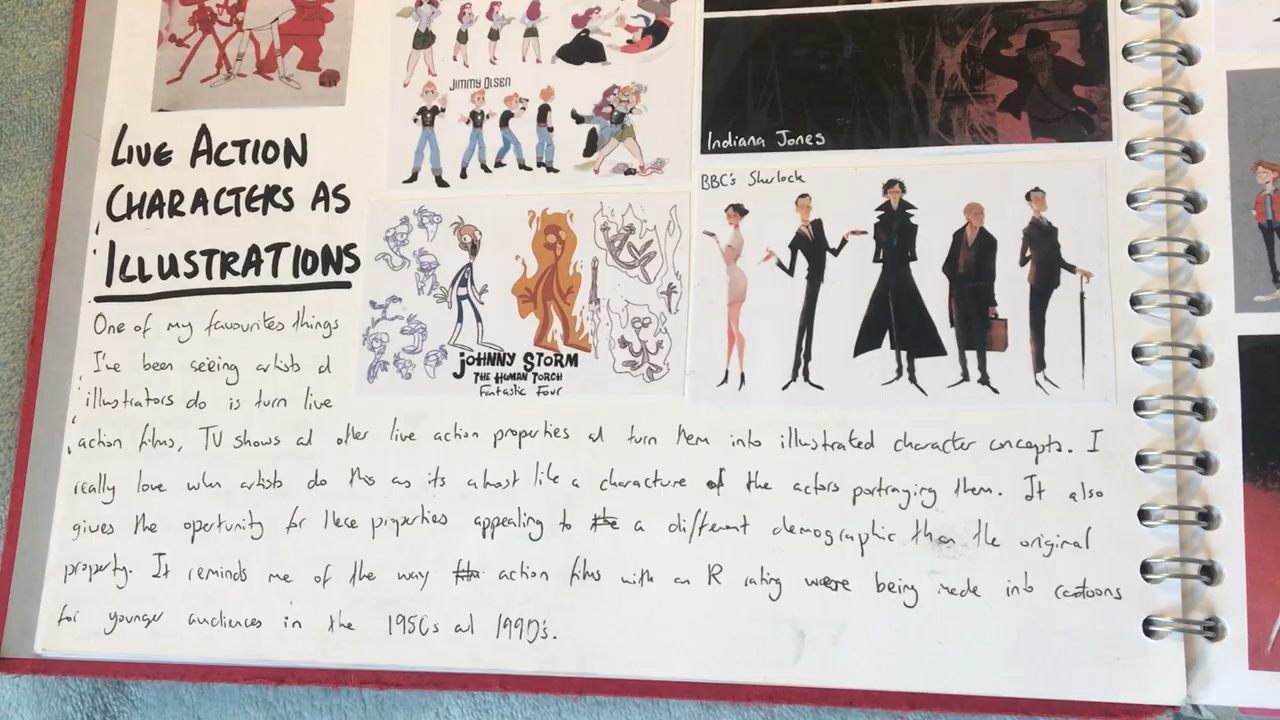 JIMMY OLSEN
Indiana Jones
LIVE ACTION
CHARACTERS AS
ILLUSTRATIONS
BBC's Sherlock
JOHNNY STORM
THE HUMAN TORCH
Fantastic Four
One of my favourites things
I've been seeing artists d
illustrators do is turn live
action films, TV shows ad other live action properties ad turn them into illustrated character concepts. I
really love when artists do this as its almost like a characture of the actors portraying them. It also
gives the oportunity for these properties appealing to the a different demographic than the original
property. It reminds me of the way action films with an R rating were being made into cartoons
for younger audiences in the 1980s ad 1990's.